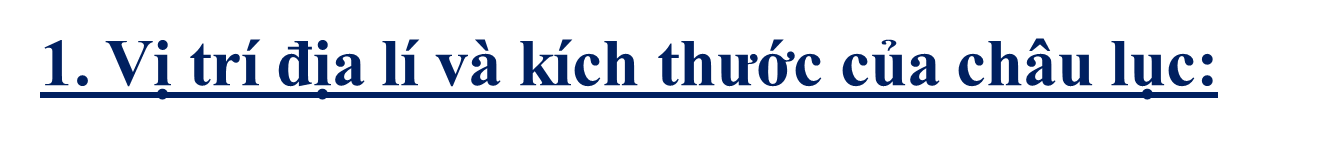 1. Vị trí địa lí và kích thước của châu lục: